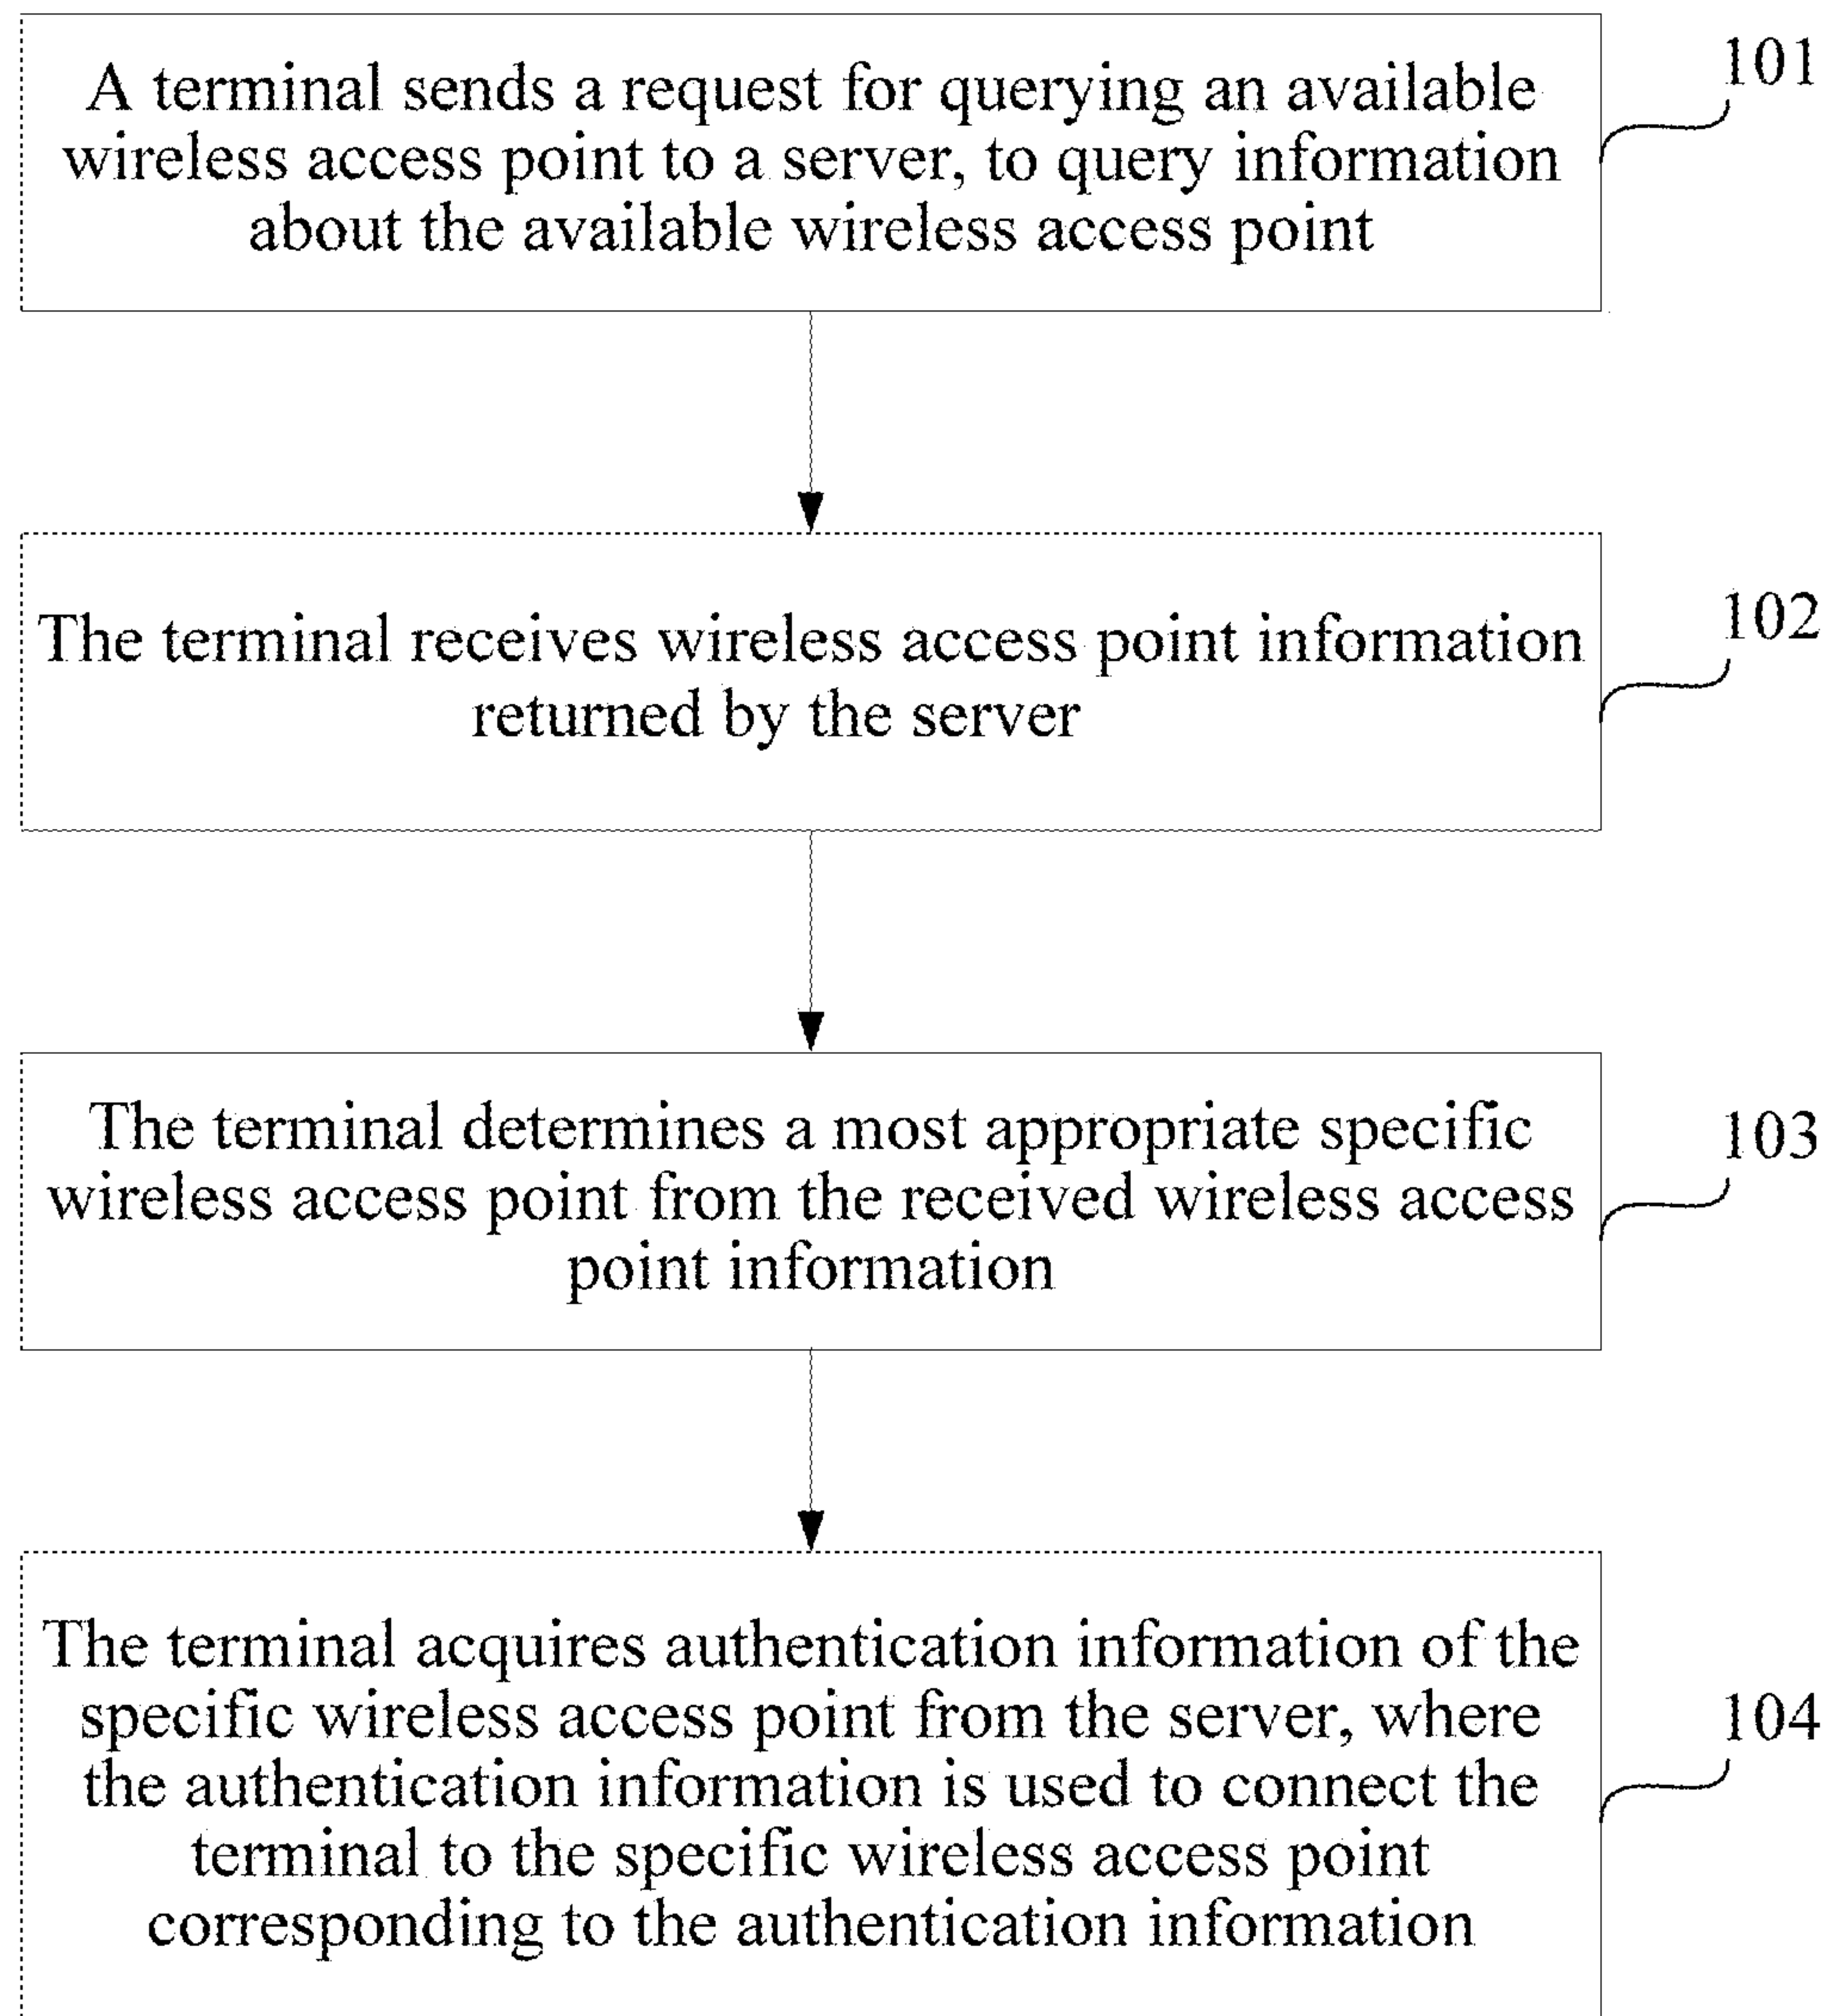 A terminal sends a request for querying an available
wireless access point to a server, to query information
about the available wireless access point
101
The terminal receives wireless access point information
returned by the server
102
The terminal determines a most appropriate specific
wireless access point from the received wireless access
point information
103
The terminal acquires authentication information of the
specific wireless access point from the server, where
the authentication information is used to connect the
terminal to the specific wireless access point
corresponding to the authentication information
104